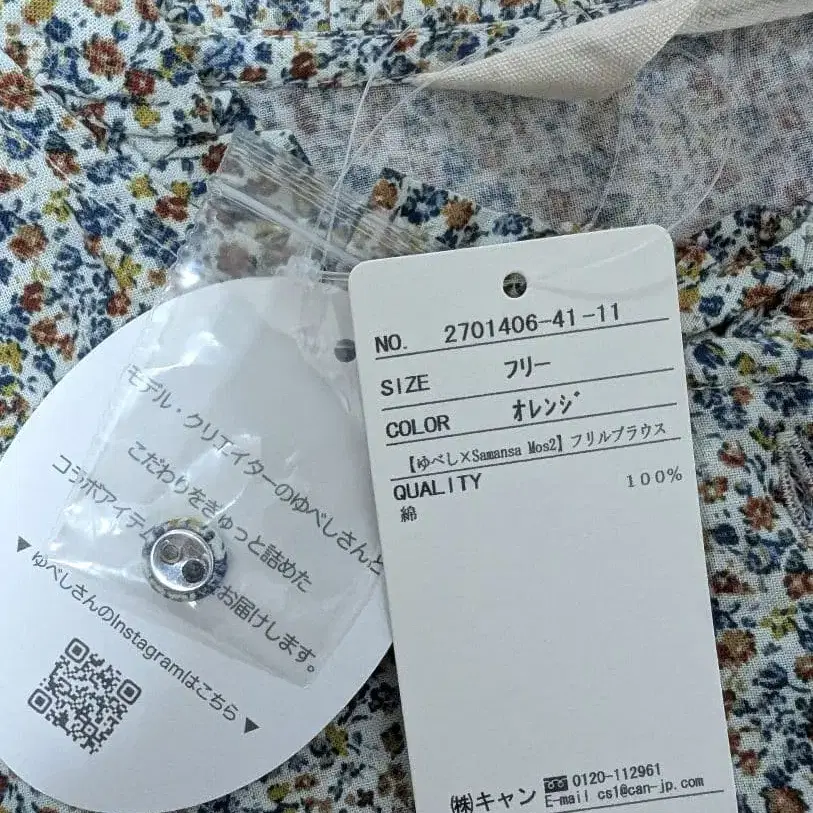 モデル・クリエイターのゆべしさんと
こだわりをぎゅっと詰めた
コラボアイテ お届けします。
▼ゆべしさんのInstagramはこちら▼
NO. 2701406-41-11
SIZE フリー
COLOR オレンジ
【ゆべし×Samansa Mos2】フリルブラウス
QUALITY
綿 100%
㈱キャン 0120-112961
E-mail cs1@can-jp.com